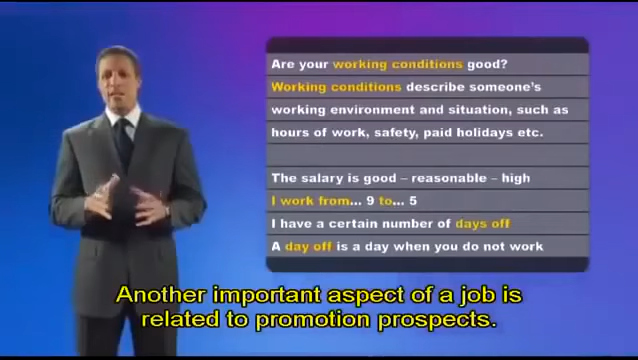 Are your working conditions good?
Working conditions describe someone's
working environment and situation, such as
hours of work, safety, paid holidays etc.
The salary is good – reasonable – high
I work from... 9 to... 5
I have a certain number of days off
A day off is a day when you do not work
Another important aspect of a job is
related to promotion prospects.